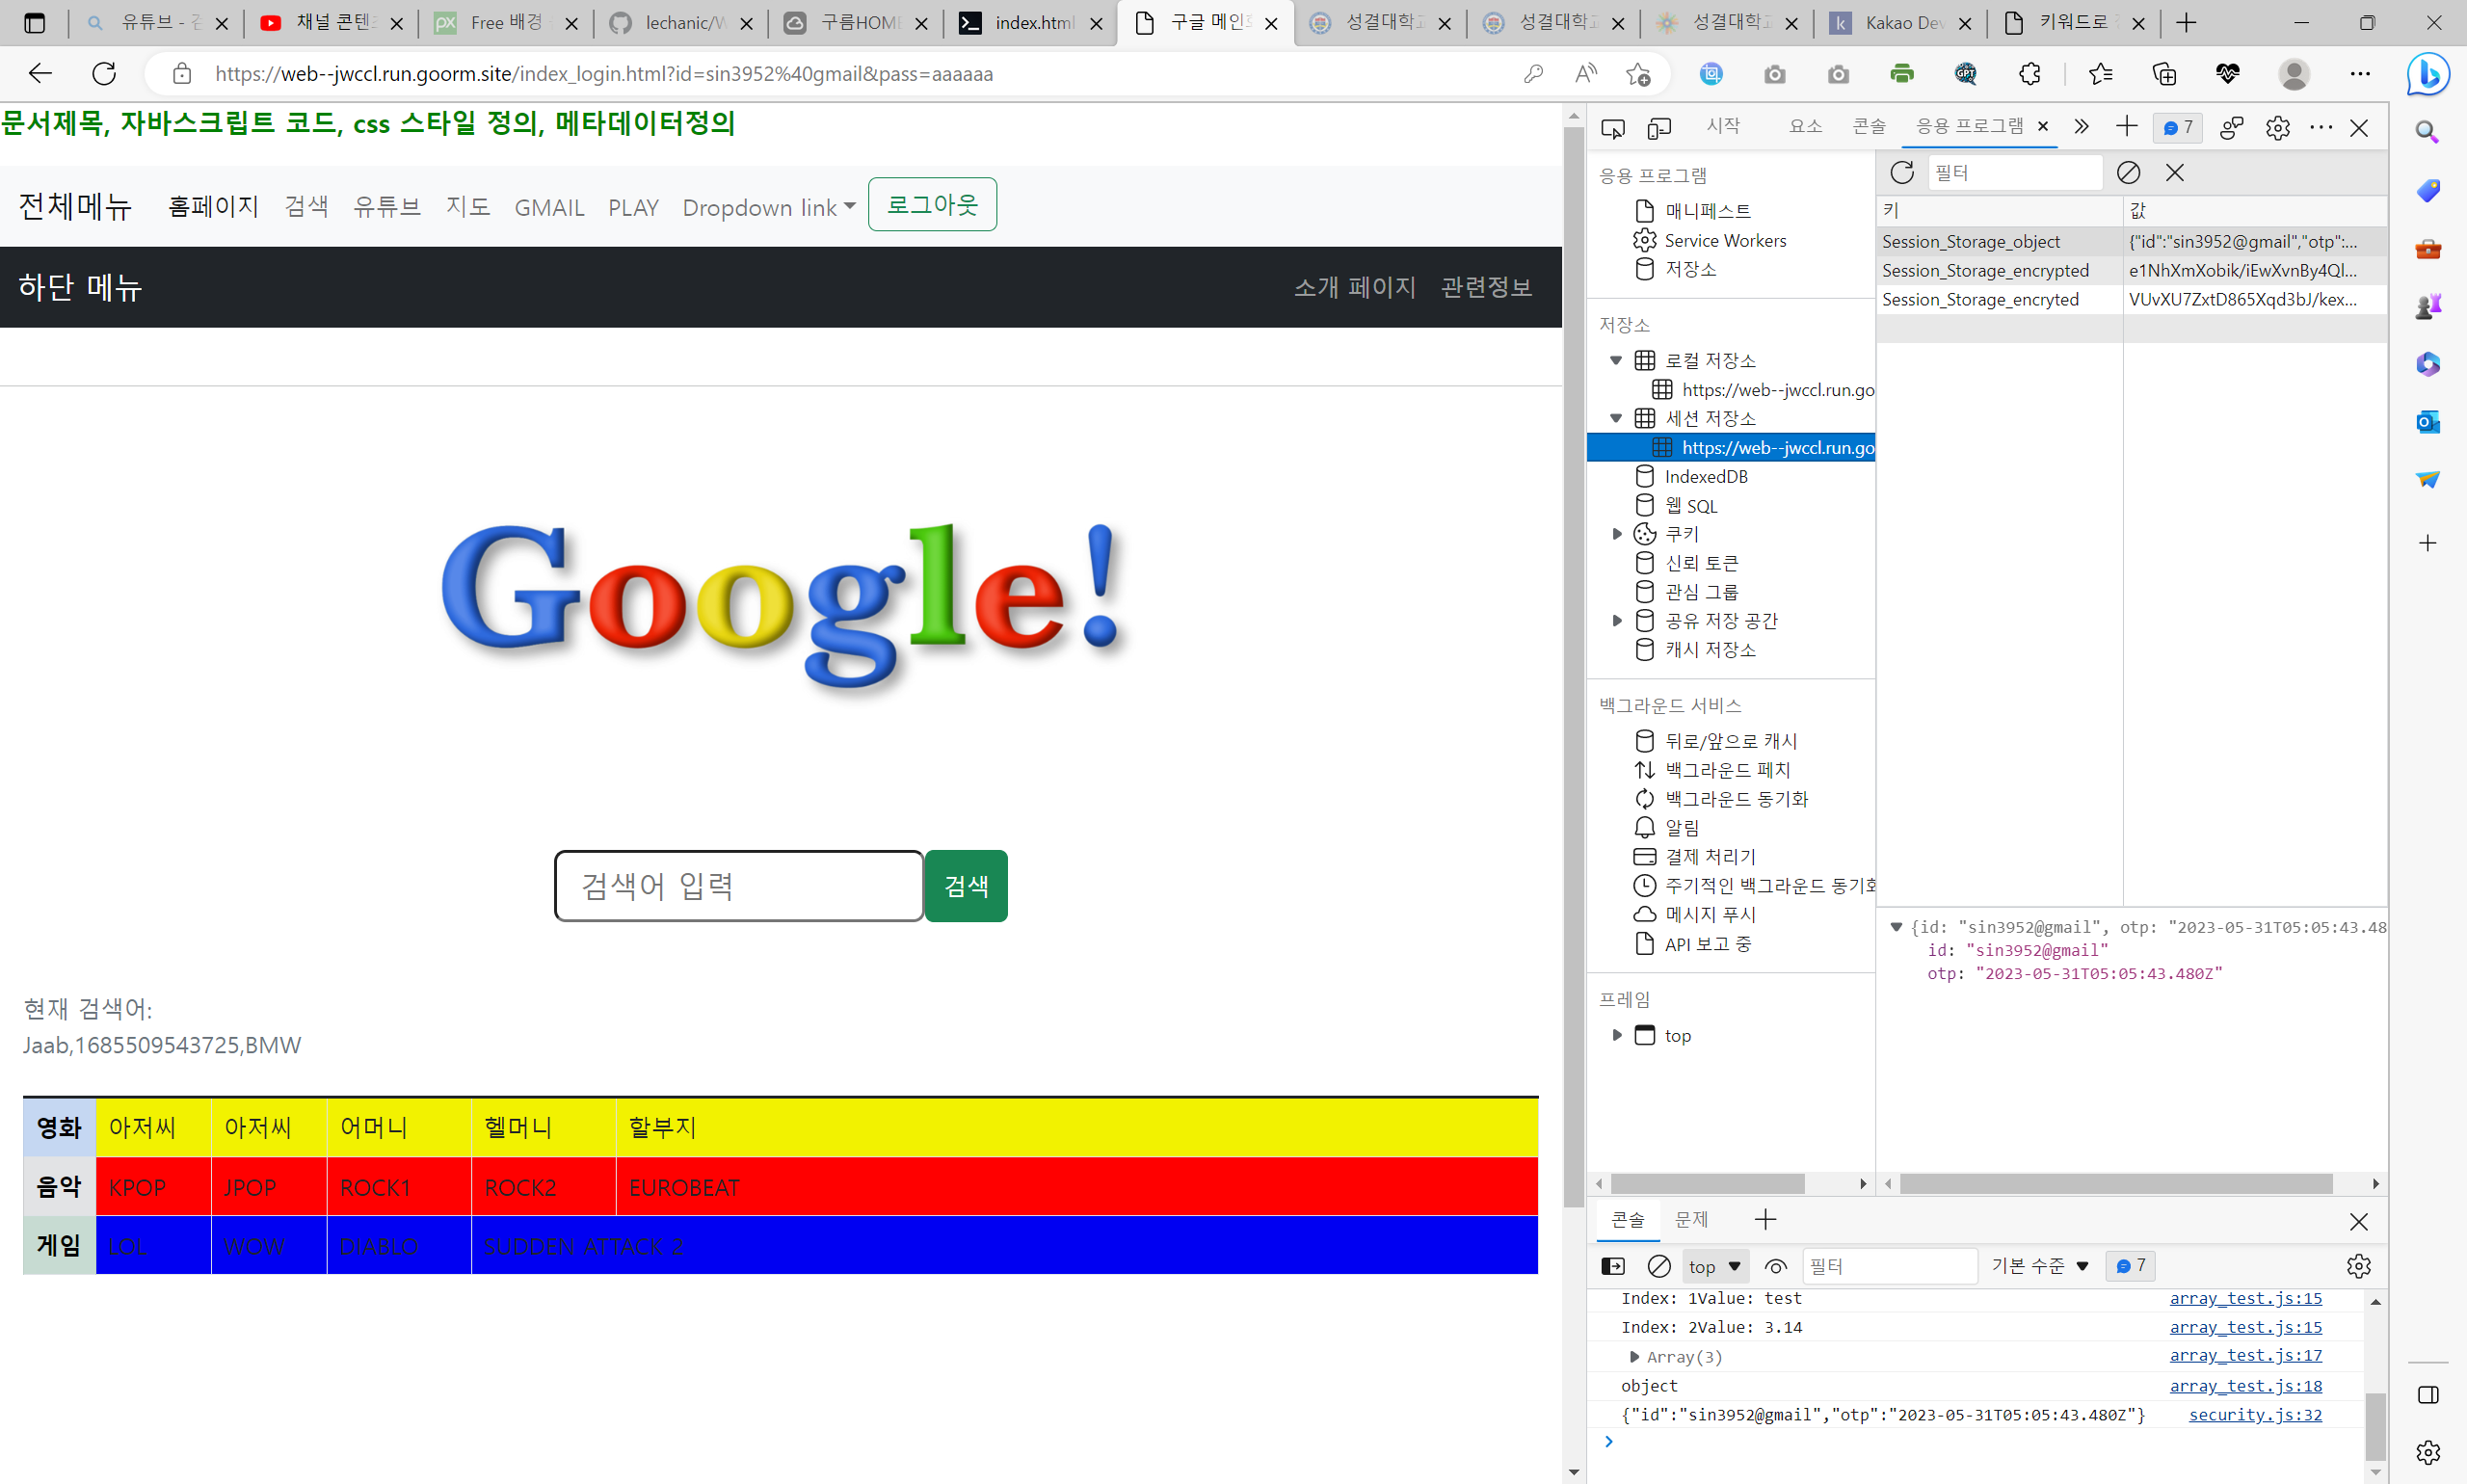 유튜브 - 검
채널 콘텐츠
Free 배경
lechanic/W
구름HOME
index.html
구글 메인화
성결대학교
성결대학교
성결대학교
Kakao Dev
키워드로
https://web--jwccl.run.goorm.site/index_login.html?id=sin3952%40gmail&pass=aaaaaa
문서제목, 자바스크립트 코드, css 스타일 정의, 메타데이터정의
전체메뉴 홈페이지 검색 유튜브 지도 GMAIL PLAY Dropdown link 로그아웃
하단 메뉴 소개 페이지 관련정보
Google!
검색어 입력 검색
현재 검색어:
Jaab,1685509543725,BMW
영화 아저씨 아저씨 어머니 헬머니 할부지
음악 KPOP JPOP ROCK1 ROCK2 EUROBEAT
게임 LOL WOW DIABLO SUDDEN ATTACK 2
시작 요소 콘솔 응용 프로그램 7
응용 프로그램
매니페스트
Service Workers
저장소
저장소
로컬 저장소
https://web--jwccl.run.go
세션 저장소
https://web--jwccl.run.go
IndexedDB
웹 SQL
쿠키
신뢰 토큰
관심 그룹
공유 저장 공간
캐시 저장소
백그라운드 서비스
뒤로/앞으로 캐시
백그라운드 페치
백그라운드 동기화
알림
결제 처리기
주기적인 백그라운드 동기화
메시지 푸시
API 보고 중
프레임
top
필터
키 값
Session_Storage_object {"id":"sin3952@gmail","otp":...
Session_Storage_encrypted e1NhXmXobik/iEwXvnBy4Ql...
Session_Storage_encryted VUvXU7ZxtD865Xqd3bJ/kex...
{id: "sin3952@gmail", otp: "2023-05-31T05:05:43.48
id: "sin3952@gmail"
otp: "2023-05-31T05:05:43.480Z"
콘솔 문제
top 필터 기본 수준 7
Index: 1Value: test array_test.js:15
Index: 2Value: 3.14 array_test.js:15
Array(3) array_test.js:17
object array_test.js:18
{"id":"sin3952@gmail","otp":"2023-05-31T05:05:43.480Z"} security.js:32